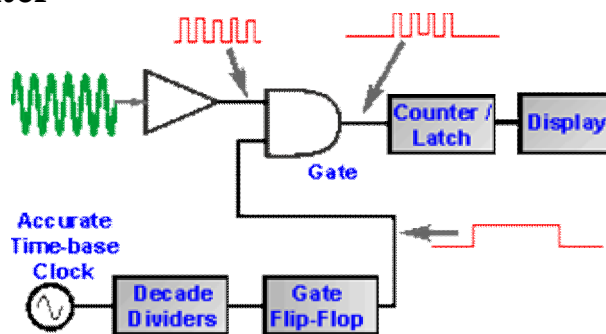 Counter /
Latch
Display
Gate
Accurate
Time-base
Clock
Decade
Dividers
Gate
Flip-Flop